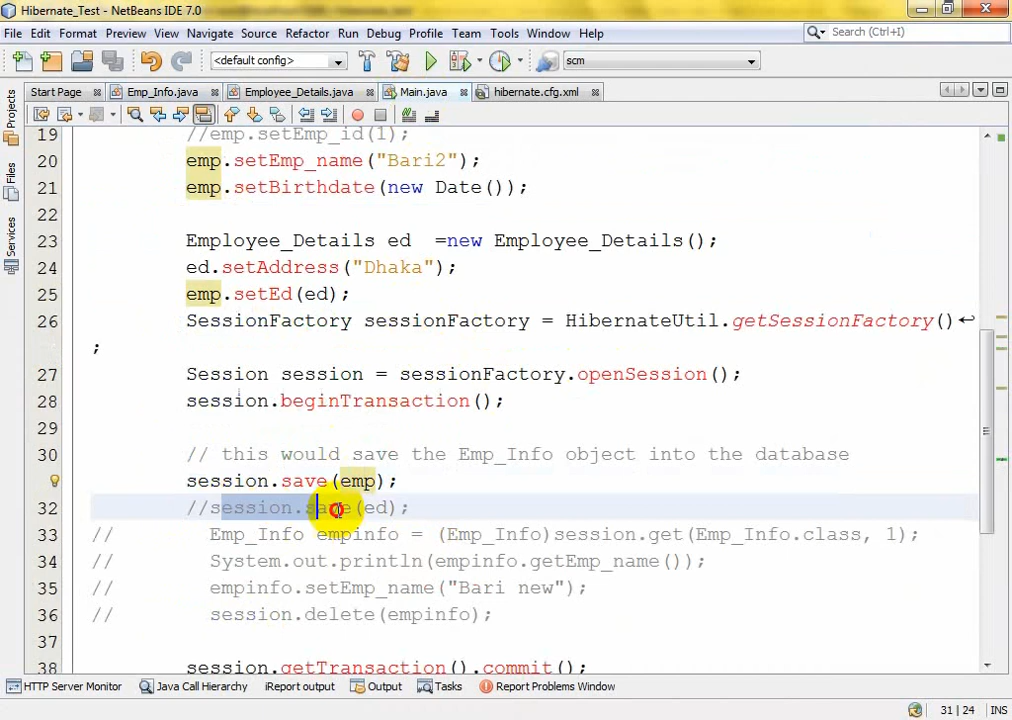 Hibernate_Test - NetBeans IDE 7.0
File Edit Format Preview View Navigate Source Refactor Run Debug Profile Team Tools Window Help
Search (Ctrl+I)
<default config>
scm
Start Page Emp_Info.java Employee_Details.java Main.java hibernate.cfg.xml
Projects
Files
Services
19 //emp.setEmp_id(1);
20 emp.setEmp_name("Bari2");
21 emp.setBirthdate(new Date());
22
23 Employee_Details ed =new Employee_Details();
24 ed.setAddress("Dhaka");
25 emp.setEd(ed);
26 SessionFactory sessionFactory = HibernateUtil.getSessionFactory()
;
27 Session session = sessionFactory.openSession();
28 session.beginTransaction();
29
30 // this would save the Emp_Info object into the database
session.save(emp);
32 //session.save(ed);
33 // Emp_Info empinfo = (Emp_Info)session.get(Emp_Info.class, 1);
34 // System.out.println(empinfo.getEmp_name());
35 // empinfo.setEmp_name("Bari new");
36 // session.delete(empinfo);
37
38 session.getTransaction().commit();
HTTP Server Monitor Java Call Hierarchy iReport output Output Tasks Report Problems Window
31 | 24 INS